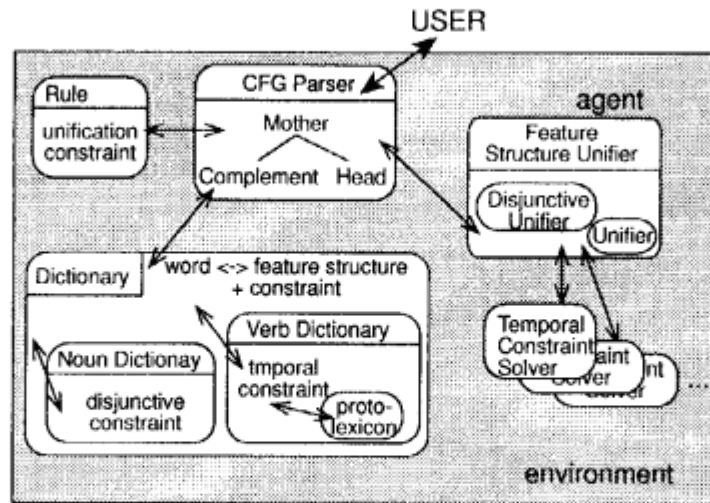 USER
CFG Parser
Mother
Complement Head
Rule
unification
constraint
agent
Feature
Structure Unifier
Disjunctive
Unifier
Unifier
Dictionary
word <-> feature structure
+ constraint
Noun Dictionay
disjunctive
constraint
Verb Dictionary
tmporal
constraint
proto-
lexicon
Temporal
Constraint
Solver
...
environment